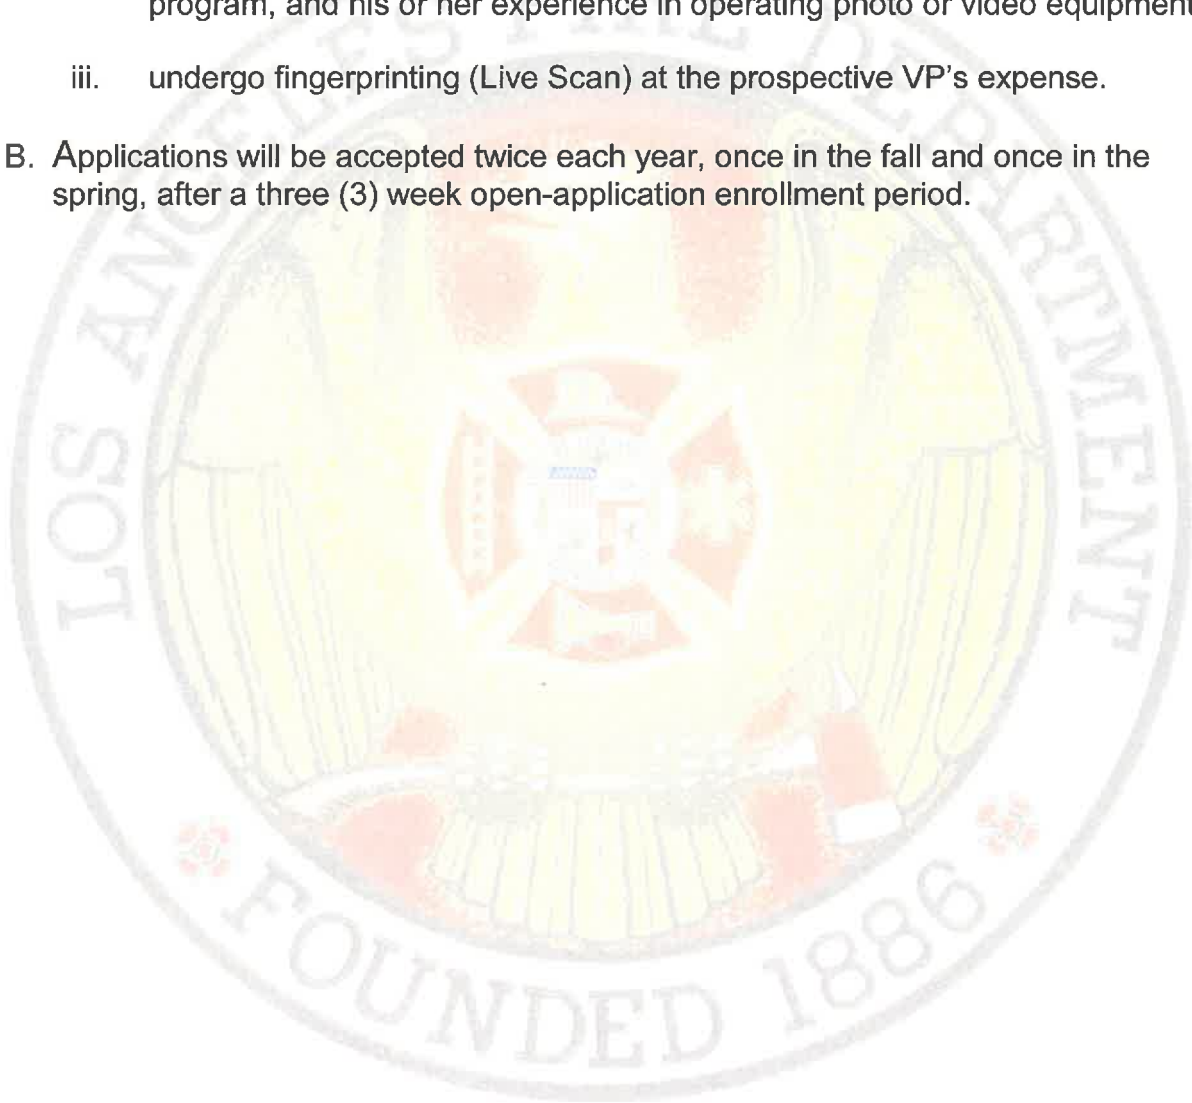 program, and his or her experience in operating photo or video equipment
iii. undergo fingerprinting (Live Scan) at the prospective VP's expense.
B. Applications will be accepted twice each year, once in the fall and once in the
spring, after a three (3) week open-application enrollment period.
LOS ANGELES FIRE DEPARTMENT
FOUNDED 1886